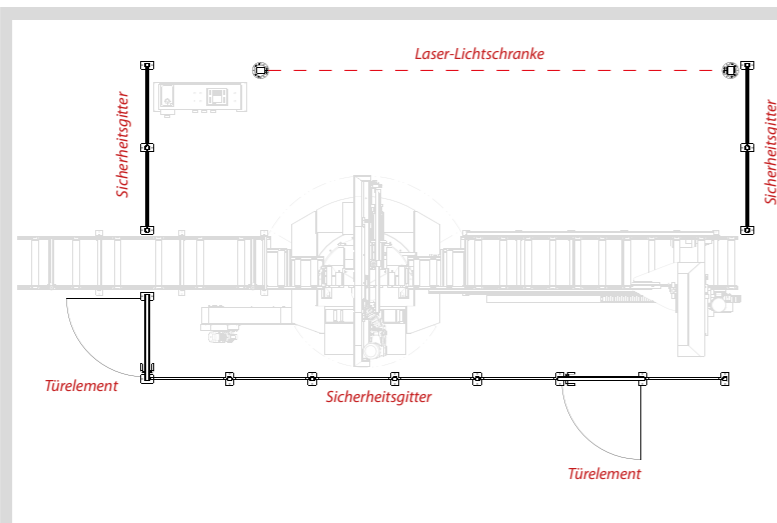 Laser-Lichtschranke
Sicherheitsgitter
Sicherheitsgitter
Türelement
Sicherheitsgitter
Türelement